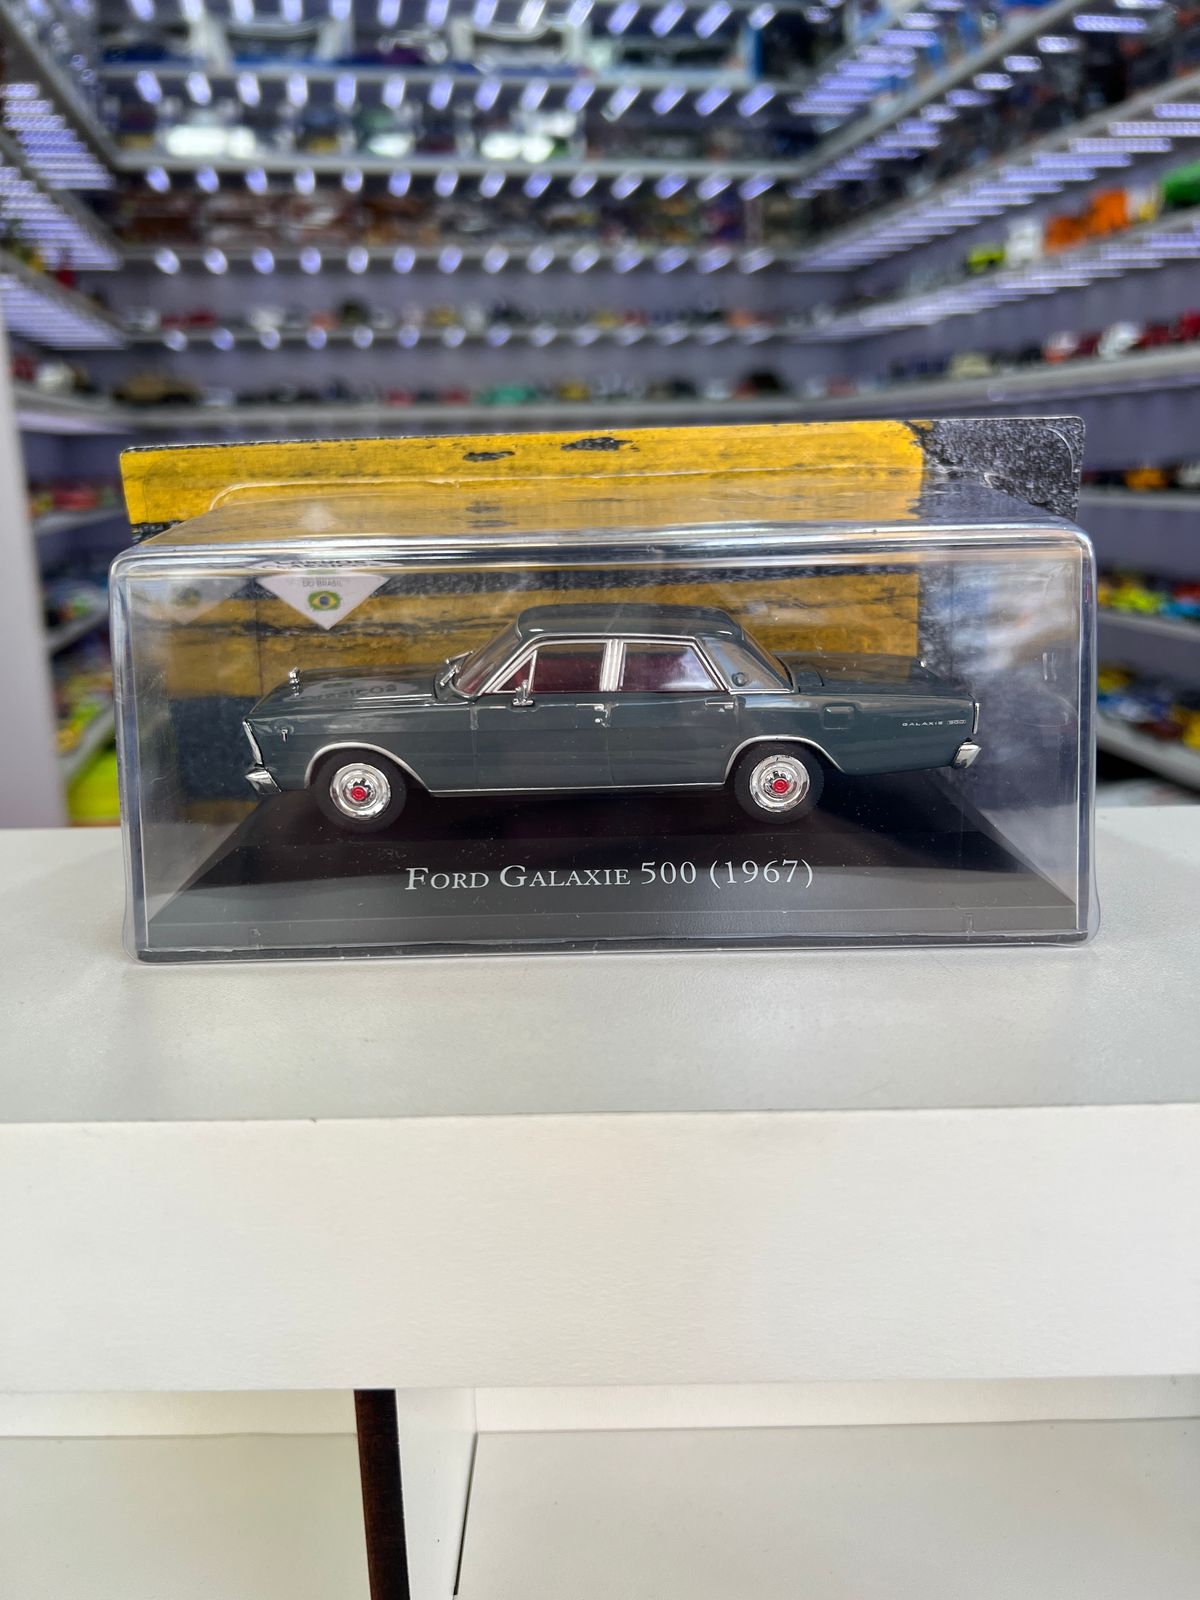 DO BRASIL
GALAXIE 500
FORD GALAXIE 500 (1967)